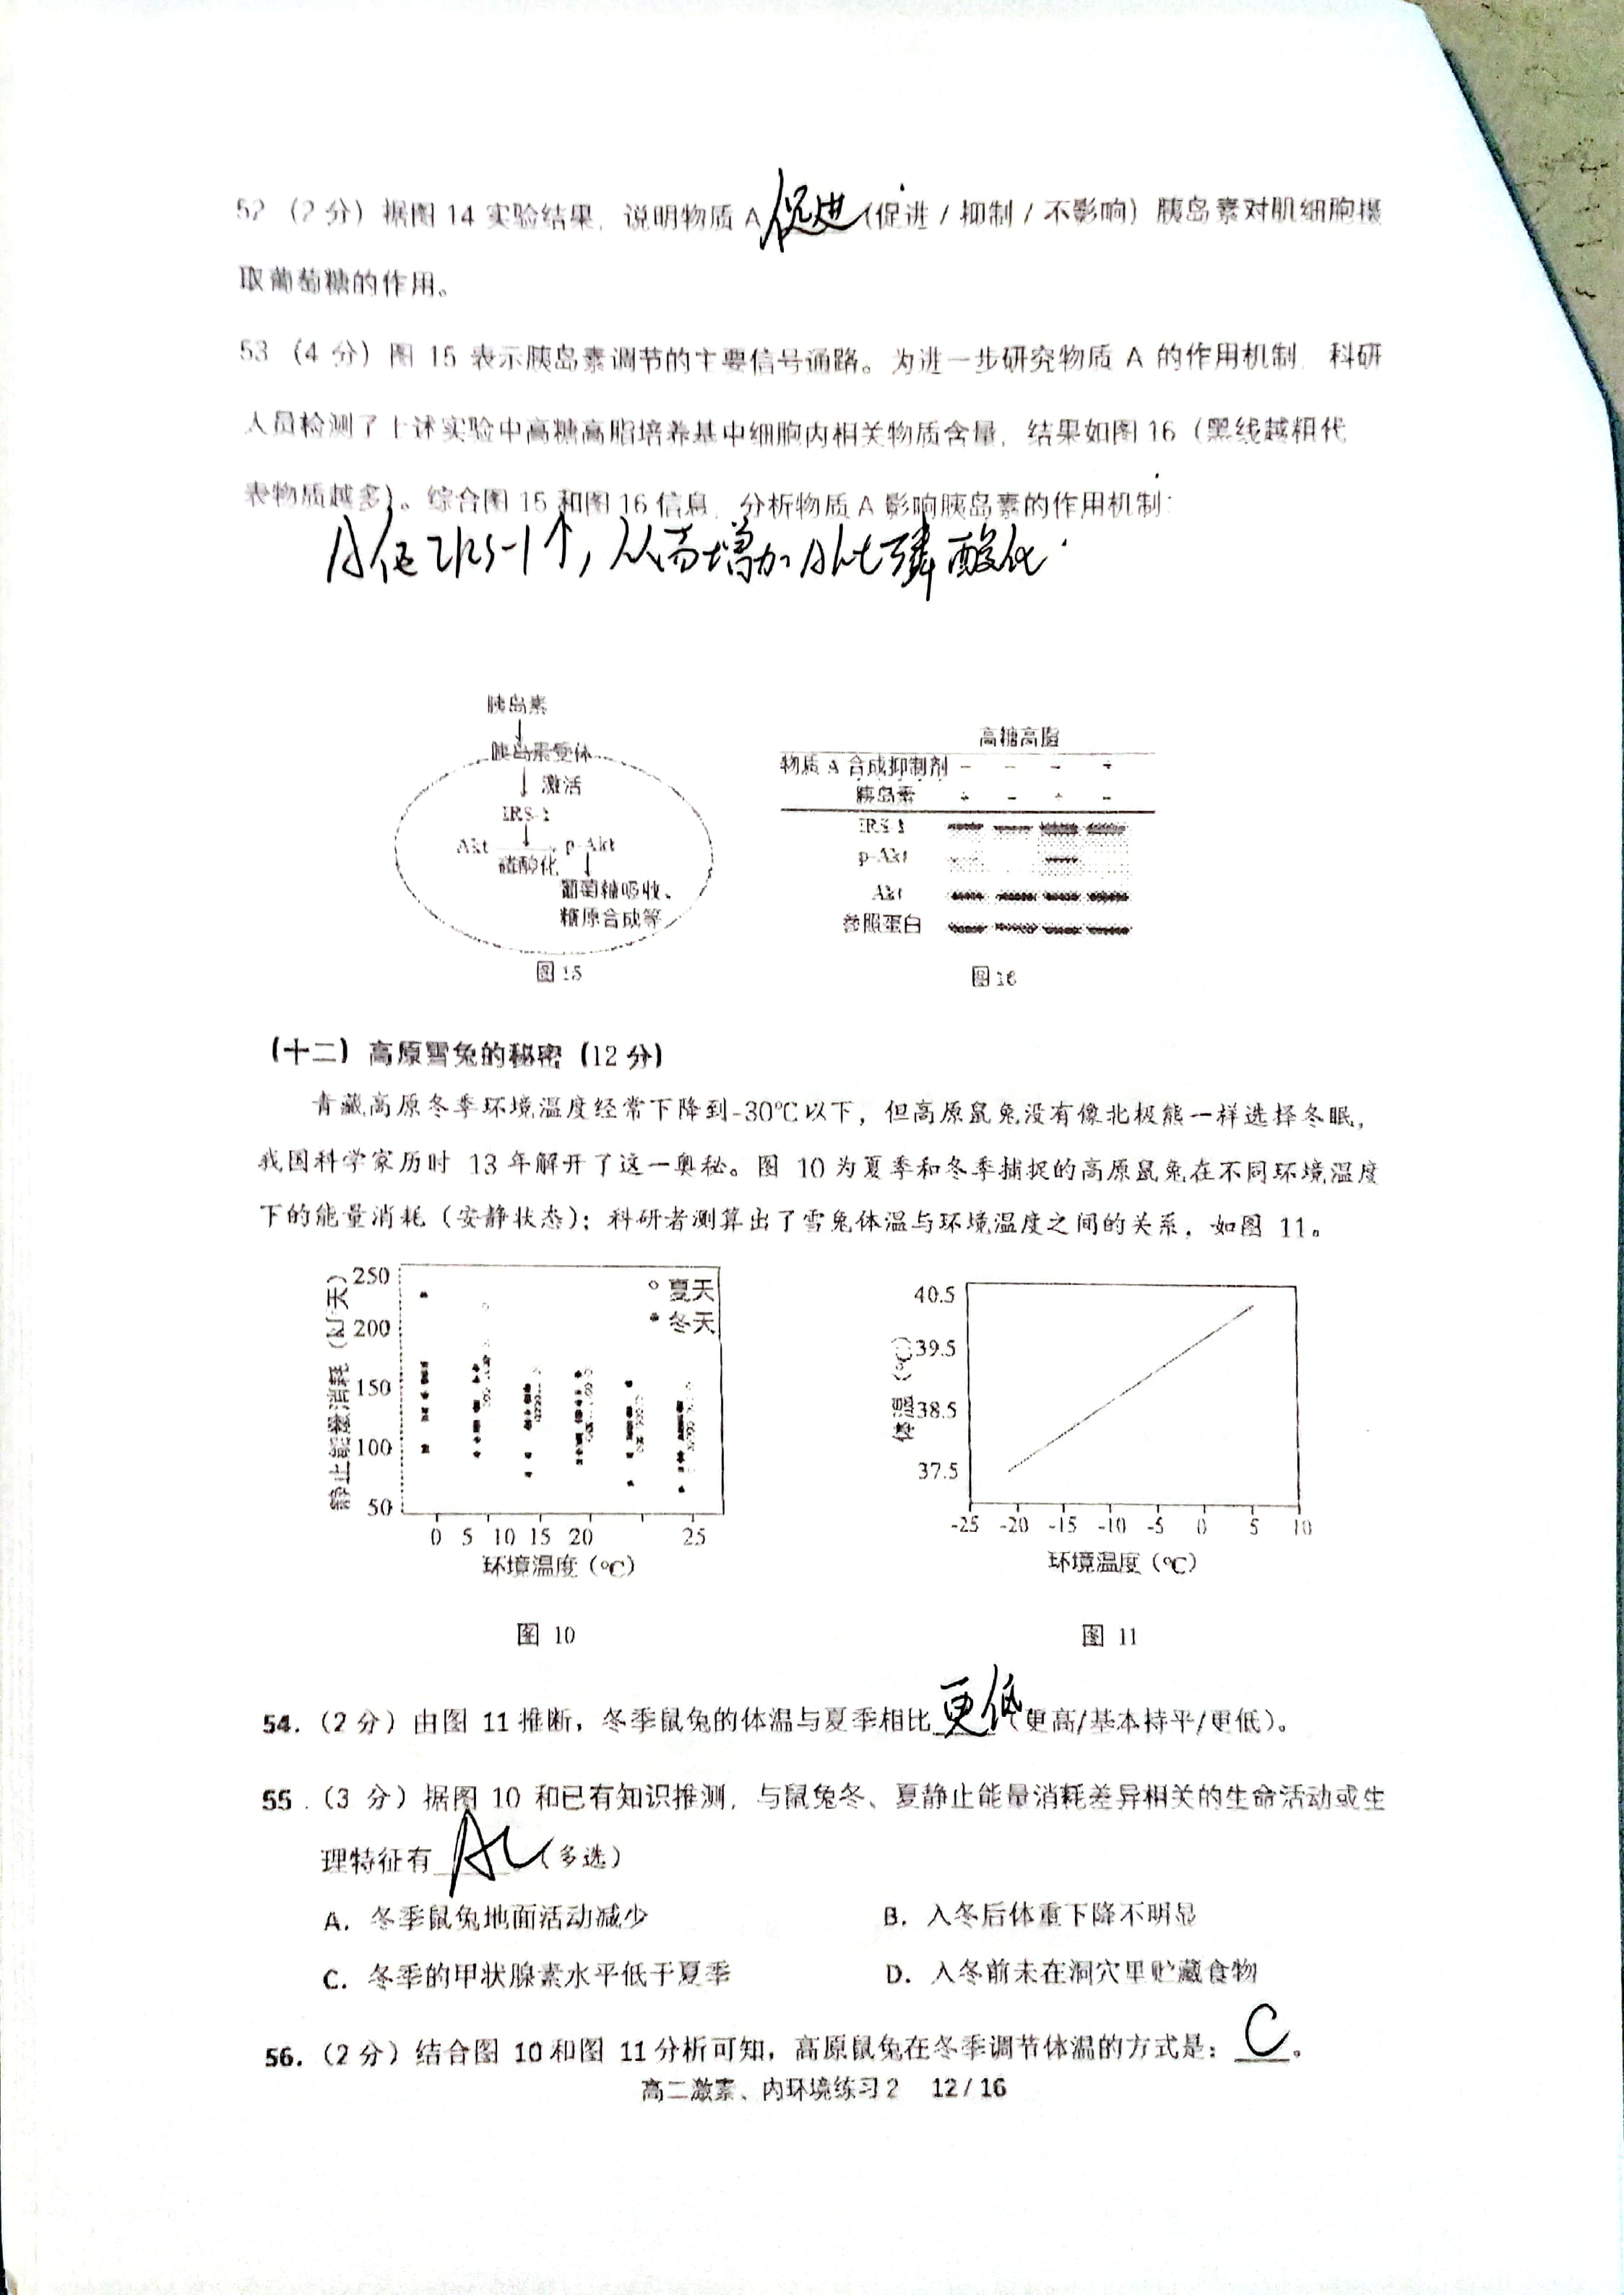 52（2 分）据图 14 实验结果，说明物质 A 促进（促进 / 抑制 / 不影响）胰岛素对肌细胞摄
取葡萄糖的作用。
53（4 分）图 15 表示胰岛素调节的主要信号通路。为进一步研究物质 A 的作用机制，科研
人员检测了上述实验中高糖高脂培养基中细胞内相关物质含量，结果如图 16（黑线越粗代
表物质越多）。综合图 15 和图 16 信息，分析物质 A 影响胰岛素的作用机制：
A促IRS-1↑，从而增加Akt磷酸化.
胰岛素
胰岛素受体
激活
IRS-1
Akt p-Akt
磷酸化
葡萄糖吸收、
糖原合成等
图 15
高糖高脂
物质 A 合成抑制剂 - - - +
胰岛素 + - + -
IRS-1
p-Akt
Akt
参照蛋白
图 16
（十二）高原雪兔的秘密（12 分）
青藏高原冬季环境温度经常下降到-30℃以下，但高原鼠兔没有像北极熊一样选择冬眠，
我国科学家历时 13 年解开了这一奥秘。图 10 为夏季和冬季捕捉的高原鼠兔在不同环境温度
下的能量消耗（安静状态）；科研者测算出了雪兔体温与环境温度之间的关系，如图 11。
静止能量消耗（kJ/天）
250
200
150
100
50
○ 夏天
● 冬天
0 5 10 15 20 25
环境温度（℃）
图 10
体温（℃）
40.5
39.5
38.5
37.5
-25 -20 -15 -10 -5 0 5 10
环境温度（℃）
图 11
54.（2 分）由图 11 推断，冬季鼠兔的体温与夏季相比更低（更高/基本持平/更低）。
55．（3 分）据图 10 和已有知识推测，与鼠兔冬、夏静止能量消耗差异相关的生命活动或生
理特征有 AC （多选）
A．冬季鼠兔地面活动减少 B．入冬后体重下降不明显
C．冬季的甲状腺素水平低于夏季 D．入冬前未在洞穴里贮藏食物
56.（2 分）结合图 10 和图 11 分析可知，高原鼠兔在冬季调节体温的方式是： C 。
高二激素、内环境练习 2 12 / 16